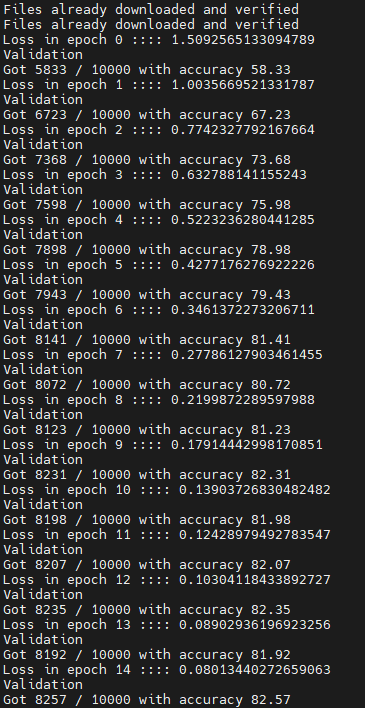 Files already downloaded and verified
Files already downloaded and verified
Loss in epoch 0 :::: 1.5092565133094789
Validation
Got 5833 / 10000 with accuracy 58.33
Loss in epoch 1 :::: 1.0035669521331787
Validation
Got 6723 / 10000 with accuracy 67.23
Loss in epoch 2 :::: 0.7742327792167664
Validation
Got 7368 / 10000 with accuracy 73.68
Loss in epoch 3 :::: 0.632788141155243
Validation
Got 7598 / 10000 with accuracy 75.98
Loss in epoch 4 :::: 0.5223236280441285
Validation
Got 7898 / 10000 with accuracy 78.98
Loss in epoch 5 :::: 0.4277176276922226
Validation
Got 7943 / 10000 with accuracy 79.43
Loss in epoch 6 :::: 0.3461372273206711
Validation
Got 8141 / 10000 with accuracy 81.41
Loss in epoch 7 :::: 0.27786127903461455
Validation
Got 8072 / 10000 with accuracy 80.72
Loss in epoch 8 :::: 0.2199872289597988
Validation
Got 8123 / 10000 with accuracy 81.23
Loss in epoch 9 :::: 0.17914442998170851
Validation
Got 8231 / 10000 with accuracy 82.31
Loss in epoch 10 :::: 0.13903726830482482
Validation
Got 8198 / 10000 with accuracy 81.98
Loss in epoch 11 :::: 0.12428979492783547
Validation
Got 8207 / 10000 with accuracy 82.07
Loss in epoch 12 :::: 0.10304118433892727
Validation
Got 8235 / 10000 with accuracy 82.35
Loss in epoch 13 :::: 0.08902936196923256
Validation
Got 8192 / 10000 with accuracy 81.92
Loss in epoch 14 :::: 0.08013440272659063
Validation
Got 8257 / 10000 with accuracy 82.57